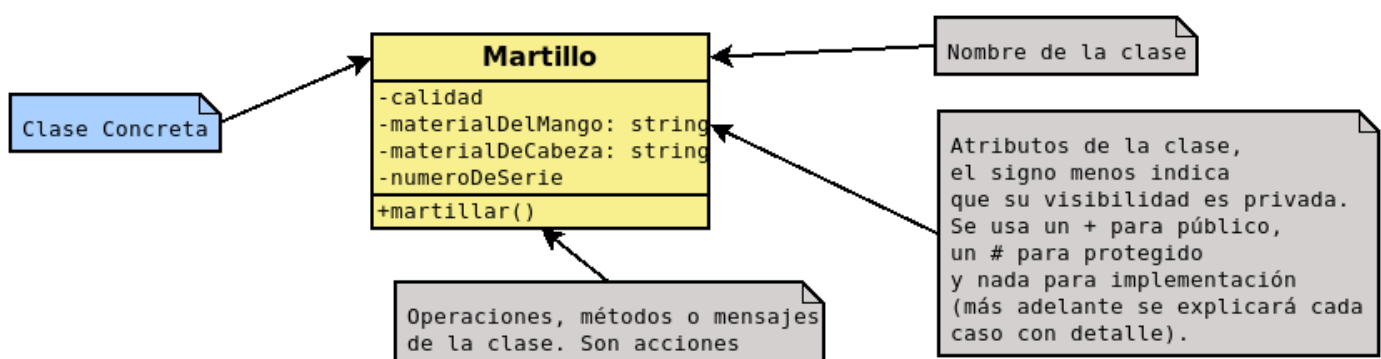 Martillo
-calidad
-materialDelMango: string
-materialDeCabeza: string
-numeroDeSerie
+martillar()
Clase Concreta
Nombre de la clase
Atributos de la clase,
el signo menos indica
que su visibilidad es privada.
Se usa un + para público,
un # para protegido
y nada para implementación
(más adelante se explicará cada
caso con detalle).
Operaciones, métodos o mensajes
de la clase. Son acciones